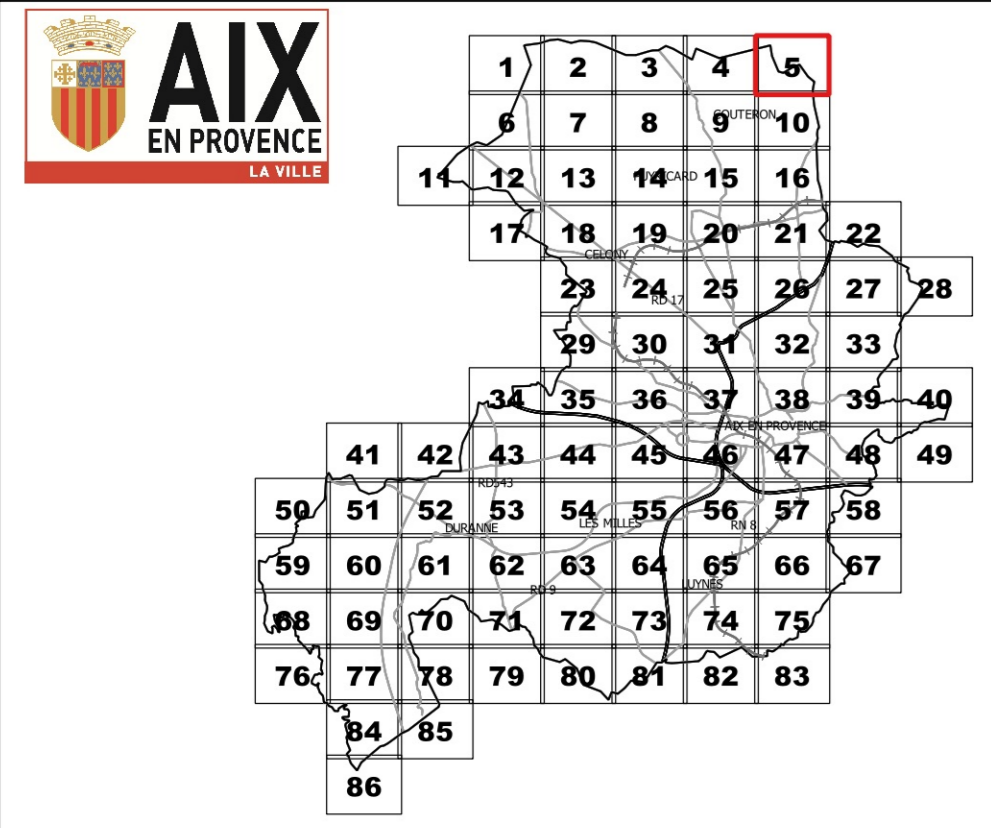 AIX
EN PROVENCE
LA VILLE
1 2 3 4 5
COUTERON
6 7 8 9 10
PUYRICARD
11 12 13 14 15 16
17 18 19 20 21 22
CELONY
23 24 25 26 27 28
RD 17
29 30 31 32 33
34 35 36 37 38 39 40
AIX EN PROVENCE
41 42 43 44 45 46 47 48 49
RD543
50 51 52 53 54 55 56 57 58
DURANNE LES MILLES RN 8
59 60 61 62 63 64 65 66 67
RD 9 LUYNES
68 69 70 71 72 73 74 75
76 77 78 79 80 81 82 83
84 85
86